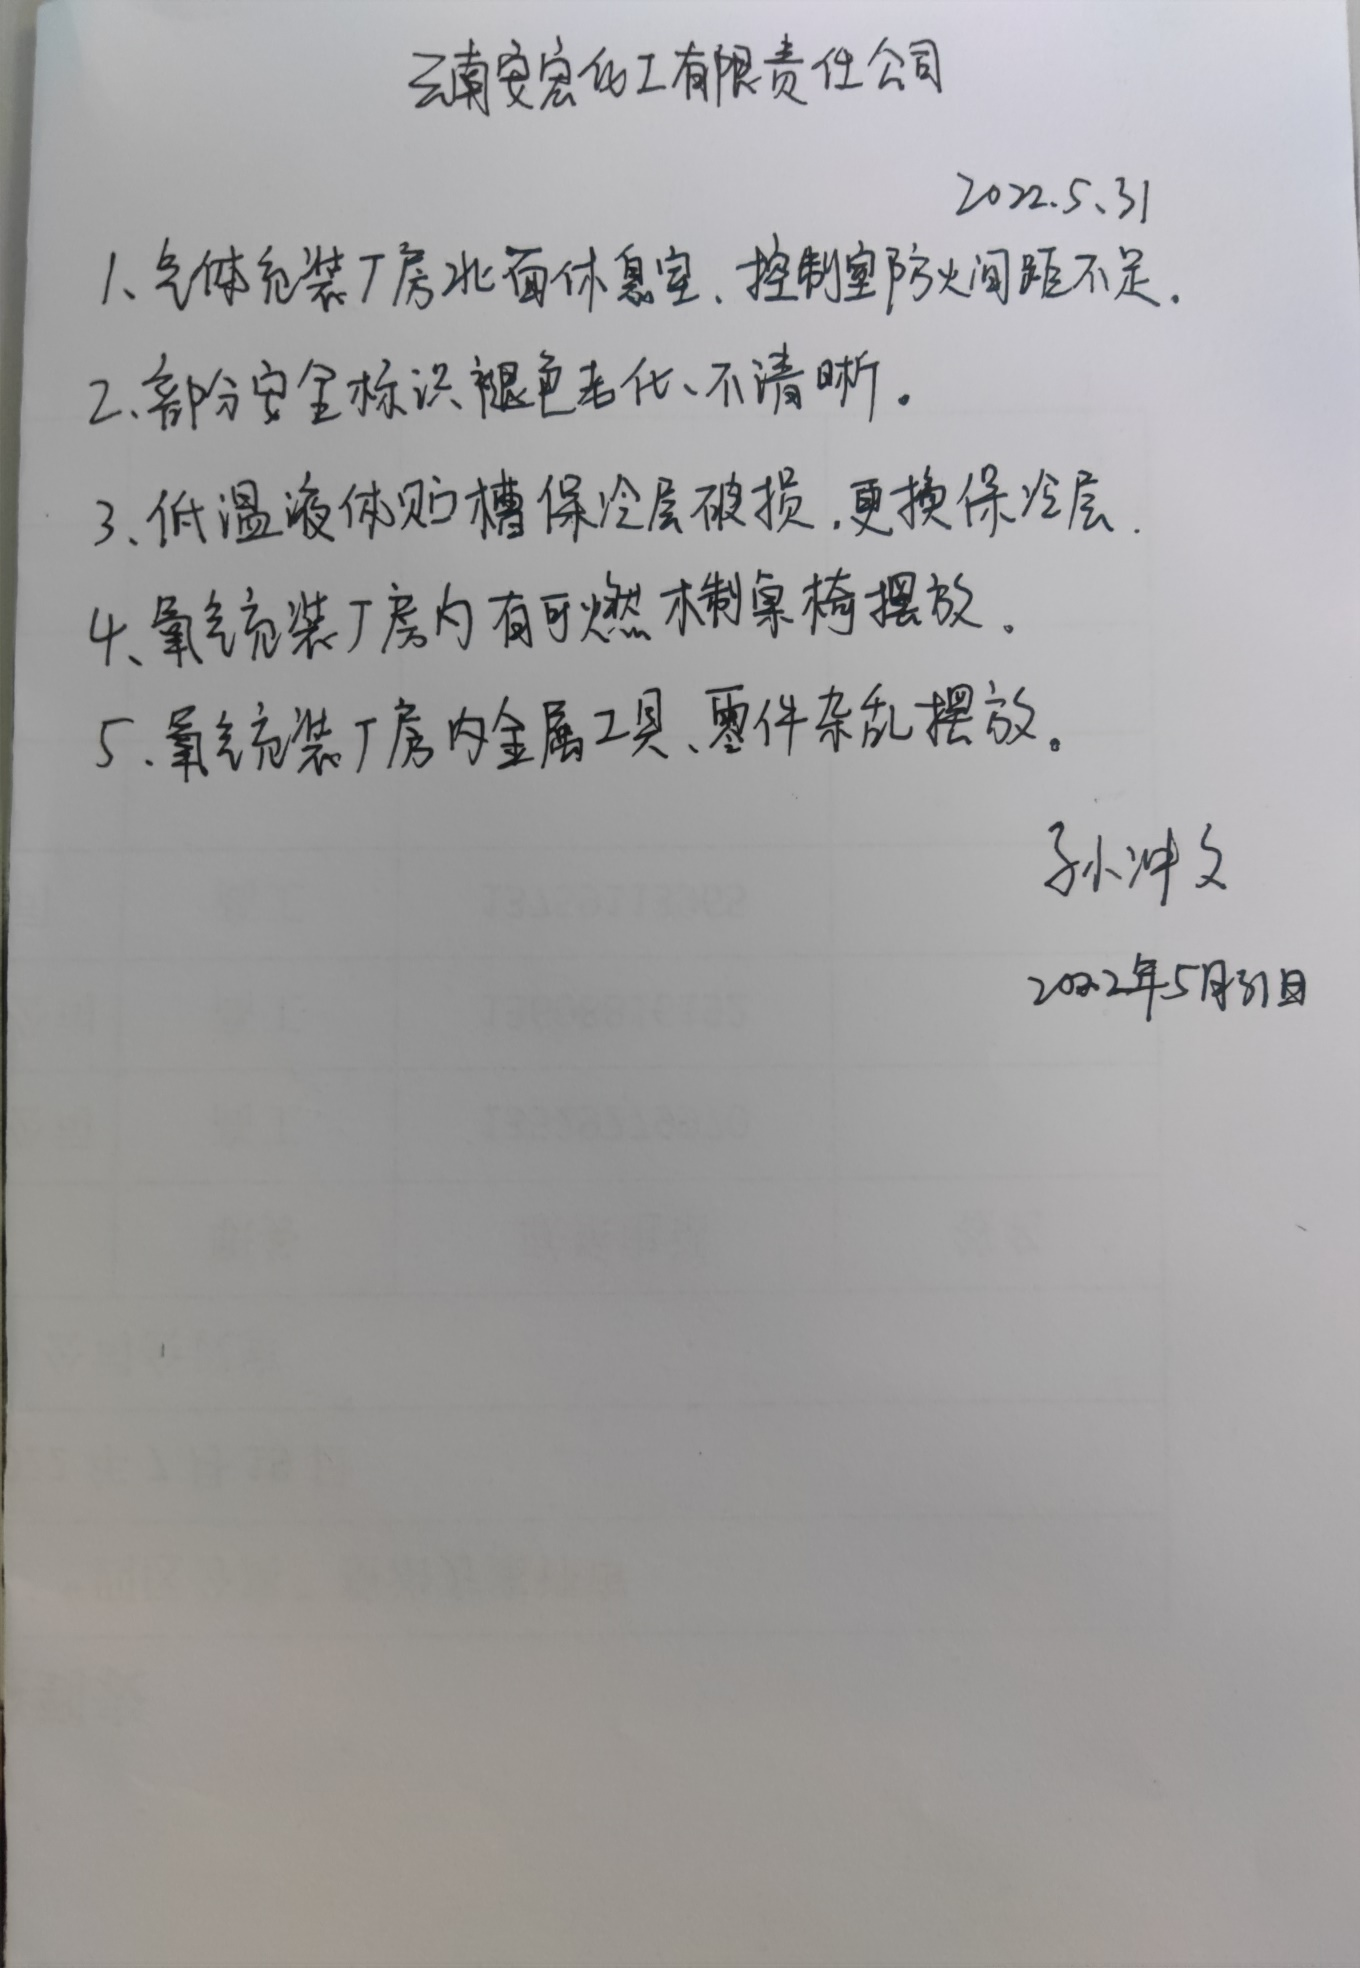 云南安宏化工有限责任公司
2022.5.31
1、气体充装厂房北面休息室、控制室防火间距不足.
2、部分安全标识褪色老化、不清晰。
3、低温液体贮槽保冷层破损,更换保冷层.
4、氧气充装厂房内有可燃木制桌椅摆放。
5、氧气充装厂房内金属工具、零件杂乱摆放。
孙冲文
2022年5月31日